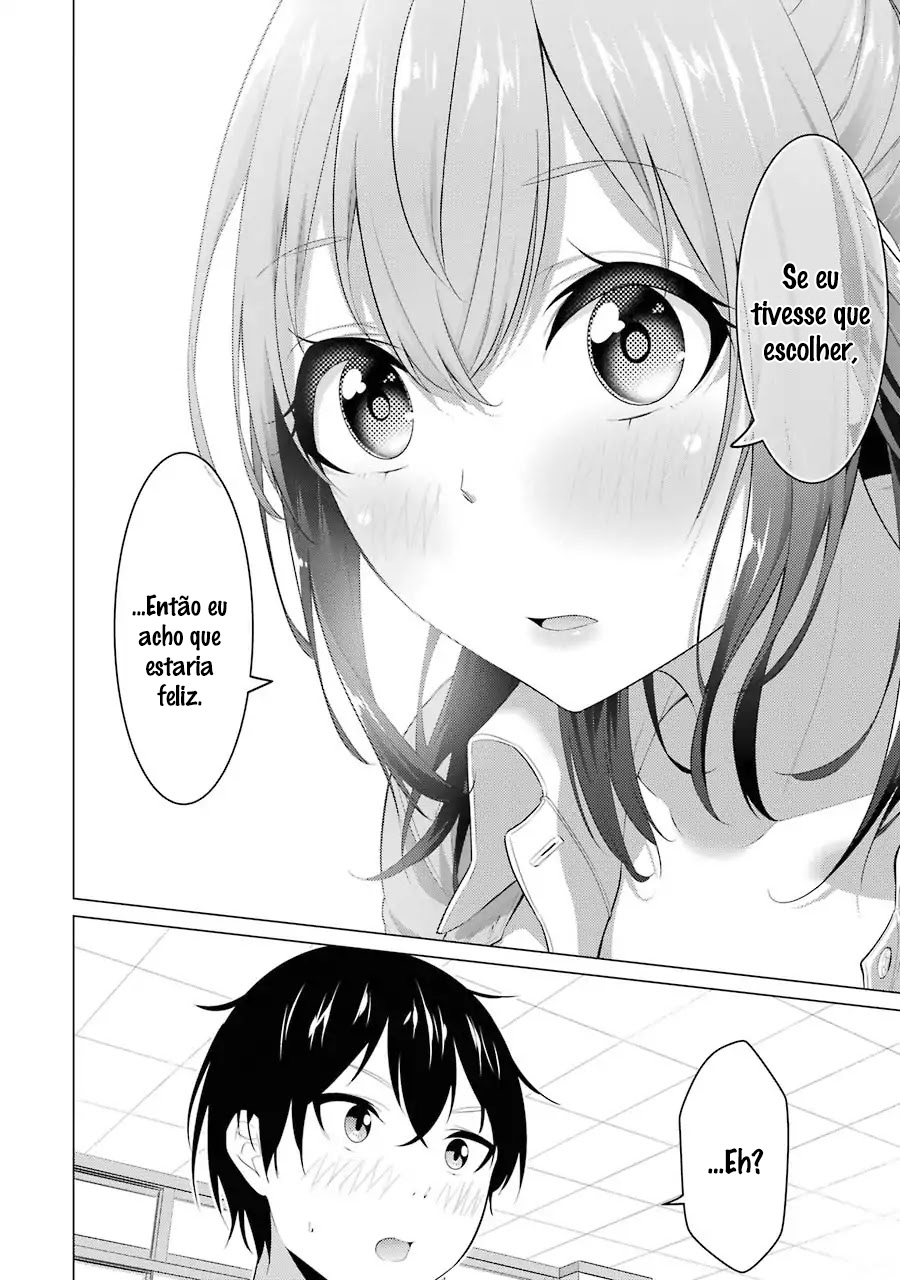 Se eu
tivesse que
escolher,
...Então eu
acho que
estaria
feliz.
...Eh?